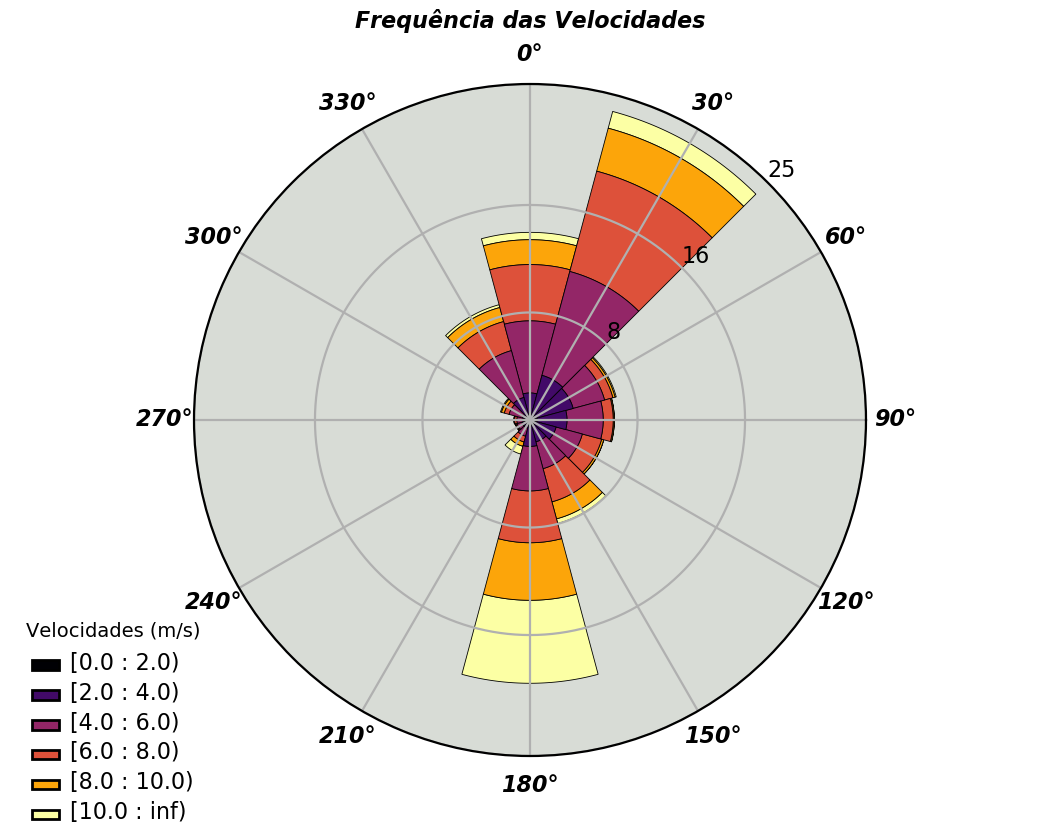 Frequência das Velocidades
0°
330°
30°
25
300°
60°
16
8
270°
90°
240°
120°
210°
150°
180°
Velocidades (m/s)
[0.0 : 2.0)
[2.0 : 4.0)
[4.0 : 6.0)
[6.0 : 8.0)
[8.0 : 10.0)
[10.0 : inf)